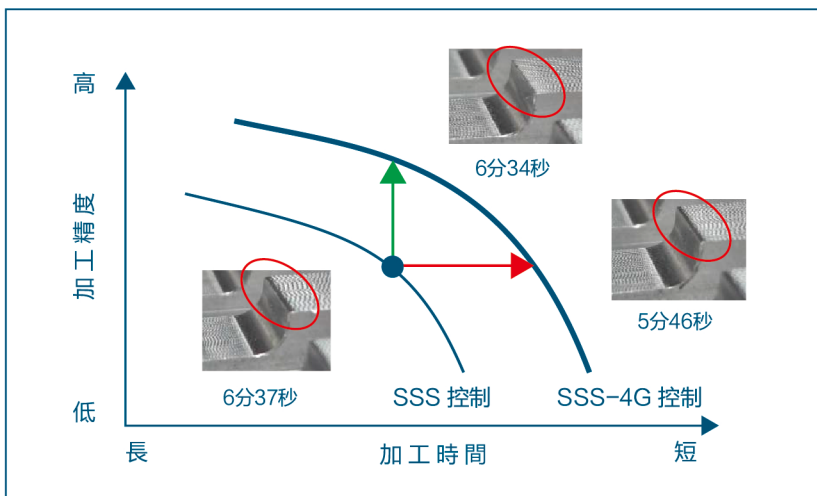 高
6分34秒
加工精度
5分46秒
6分37秒
SSS 控制
SSS-4G 控制
低
長
加工時間
短